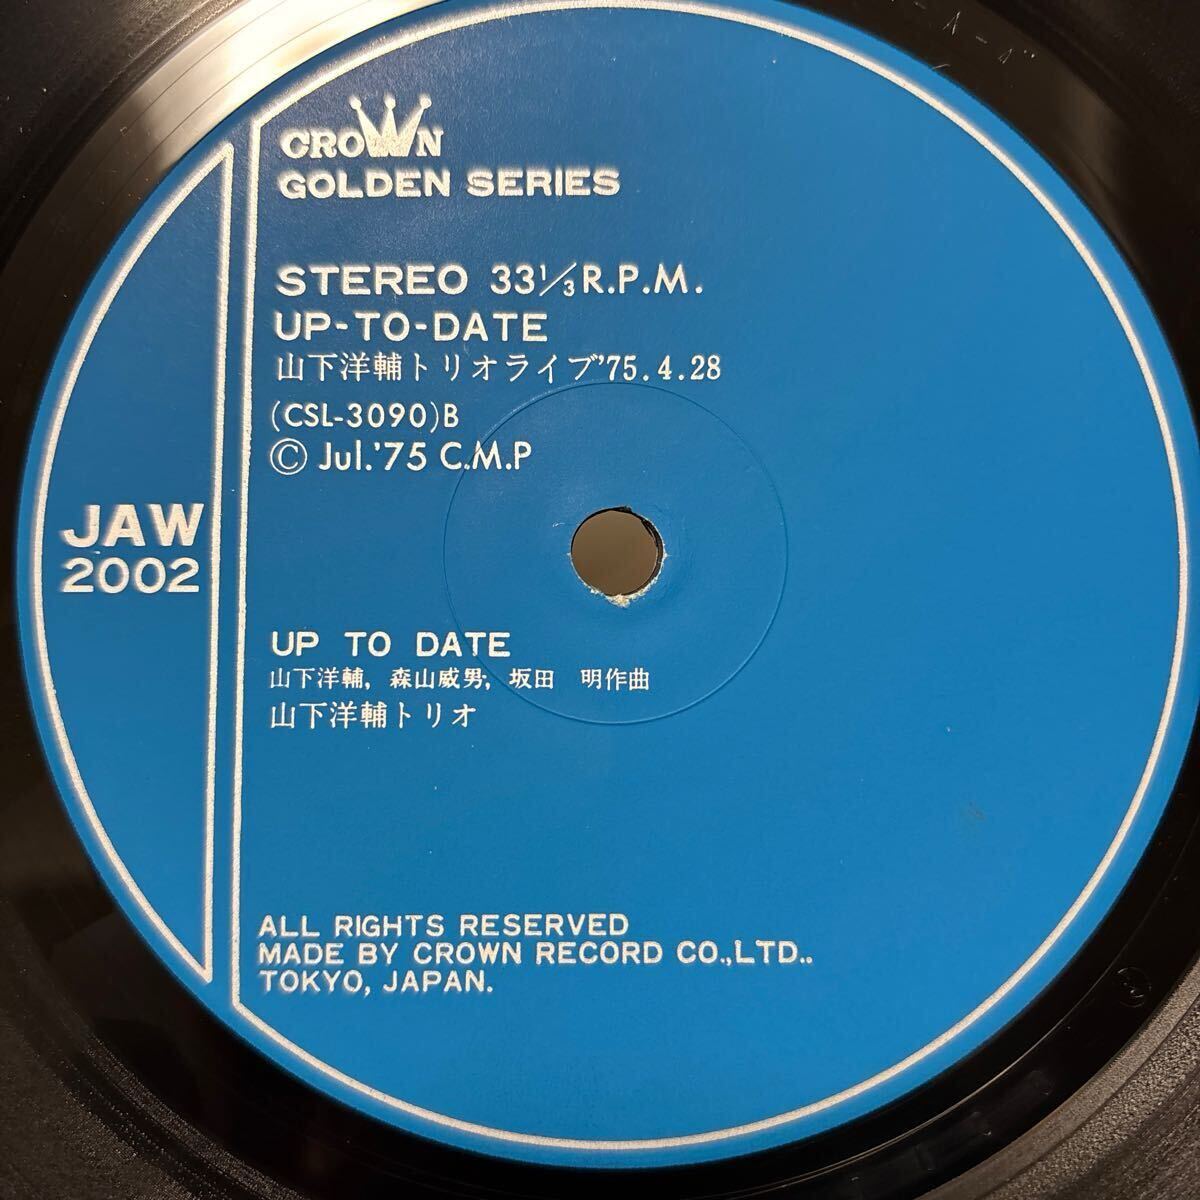 CROWN
GOLDEN SERIES
STEREO 33⅓ R.P.M.
UP-TO-DATE
山下洋輔トリオライブ'75.4.28
(CSL-3090)B
© Jul.'75 C.M.P
JAW
2002
UP TO DATE
山下洋輔, 森山威男, 坂田 明作曲
山下洋輔トリオ
ALL RIGHTS RESERVED
MADE BY CROWN RECORD CO.,LTD..
TOKYO, JAPAN.